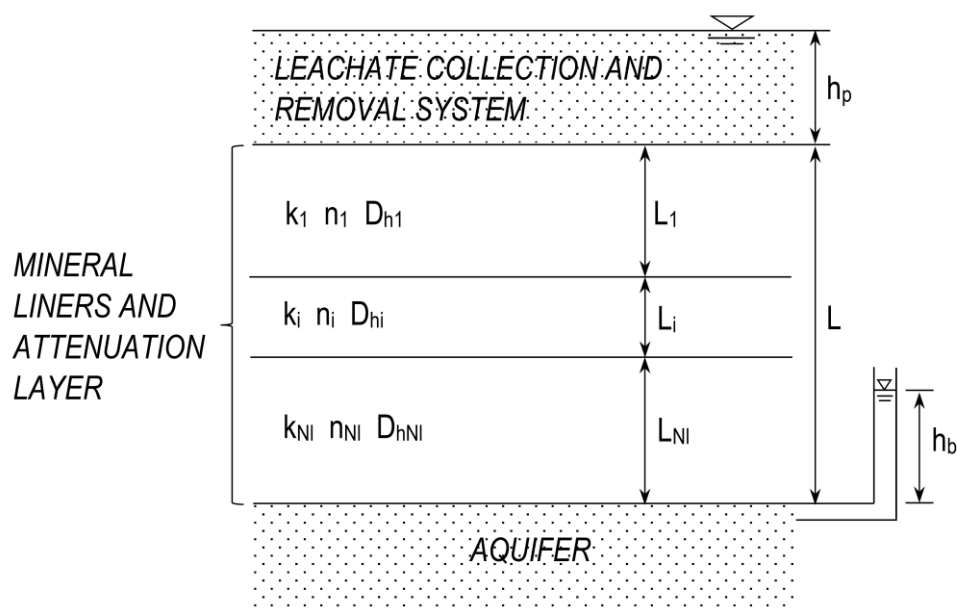 LEACHATE COLLECTION AND
REMOVAL SYSTEM
hp
k1 n1 Dh1
L1
MINERAL
LINERS AND
ATTENUATION
LAYER
ki ni Dhi
Li
L
kNl nNl DhNl
LNl
hb
AQUIFER